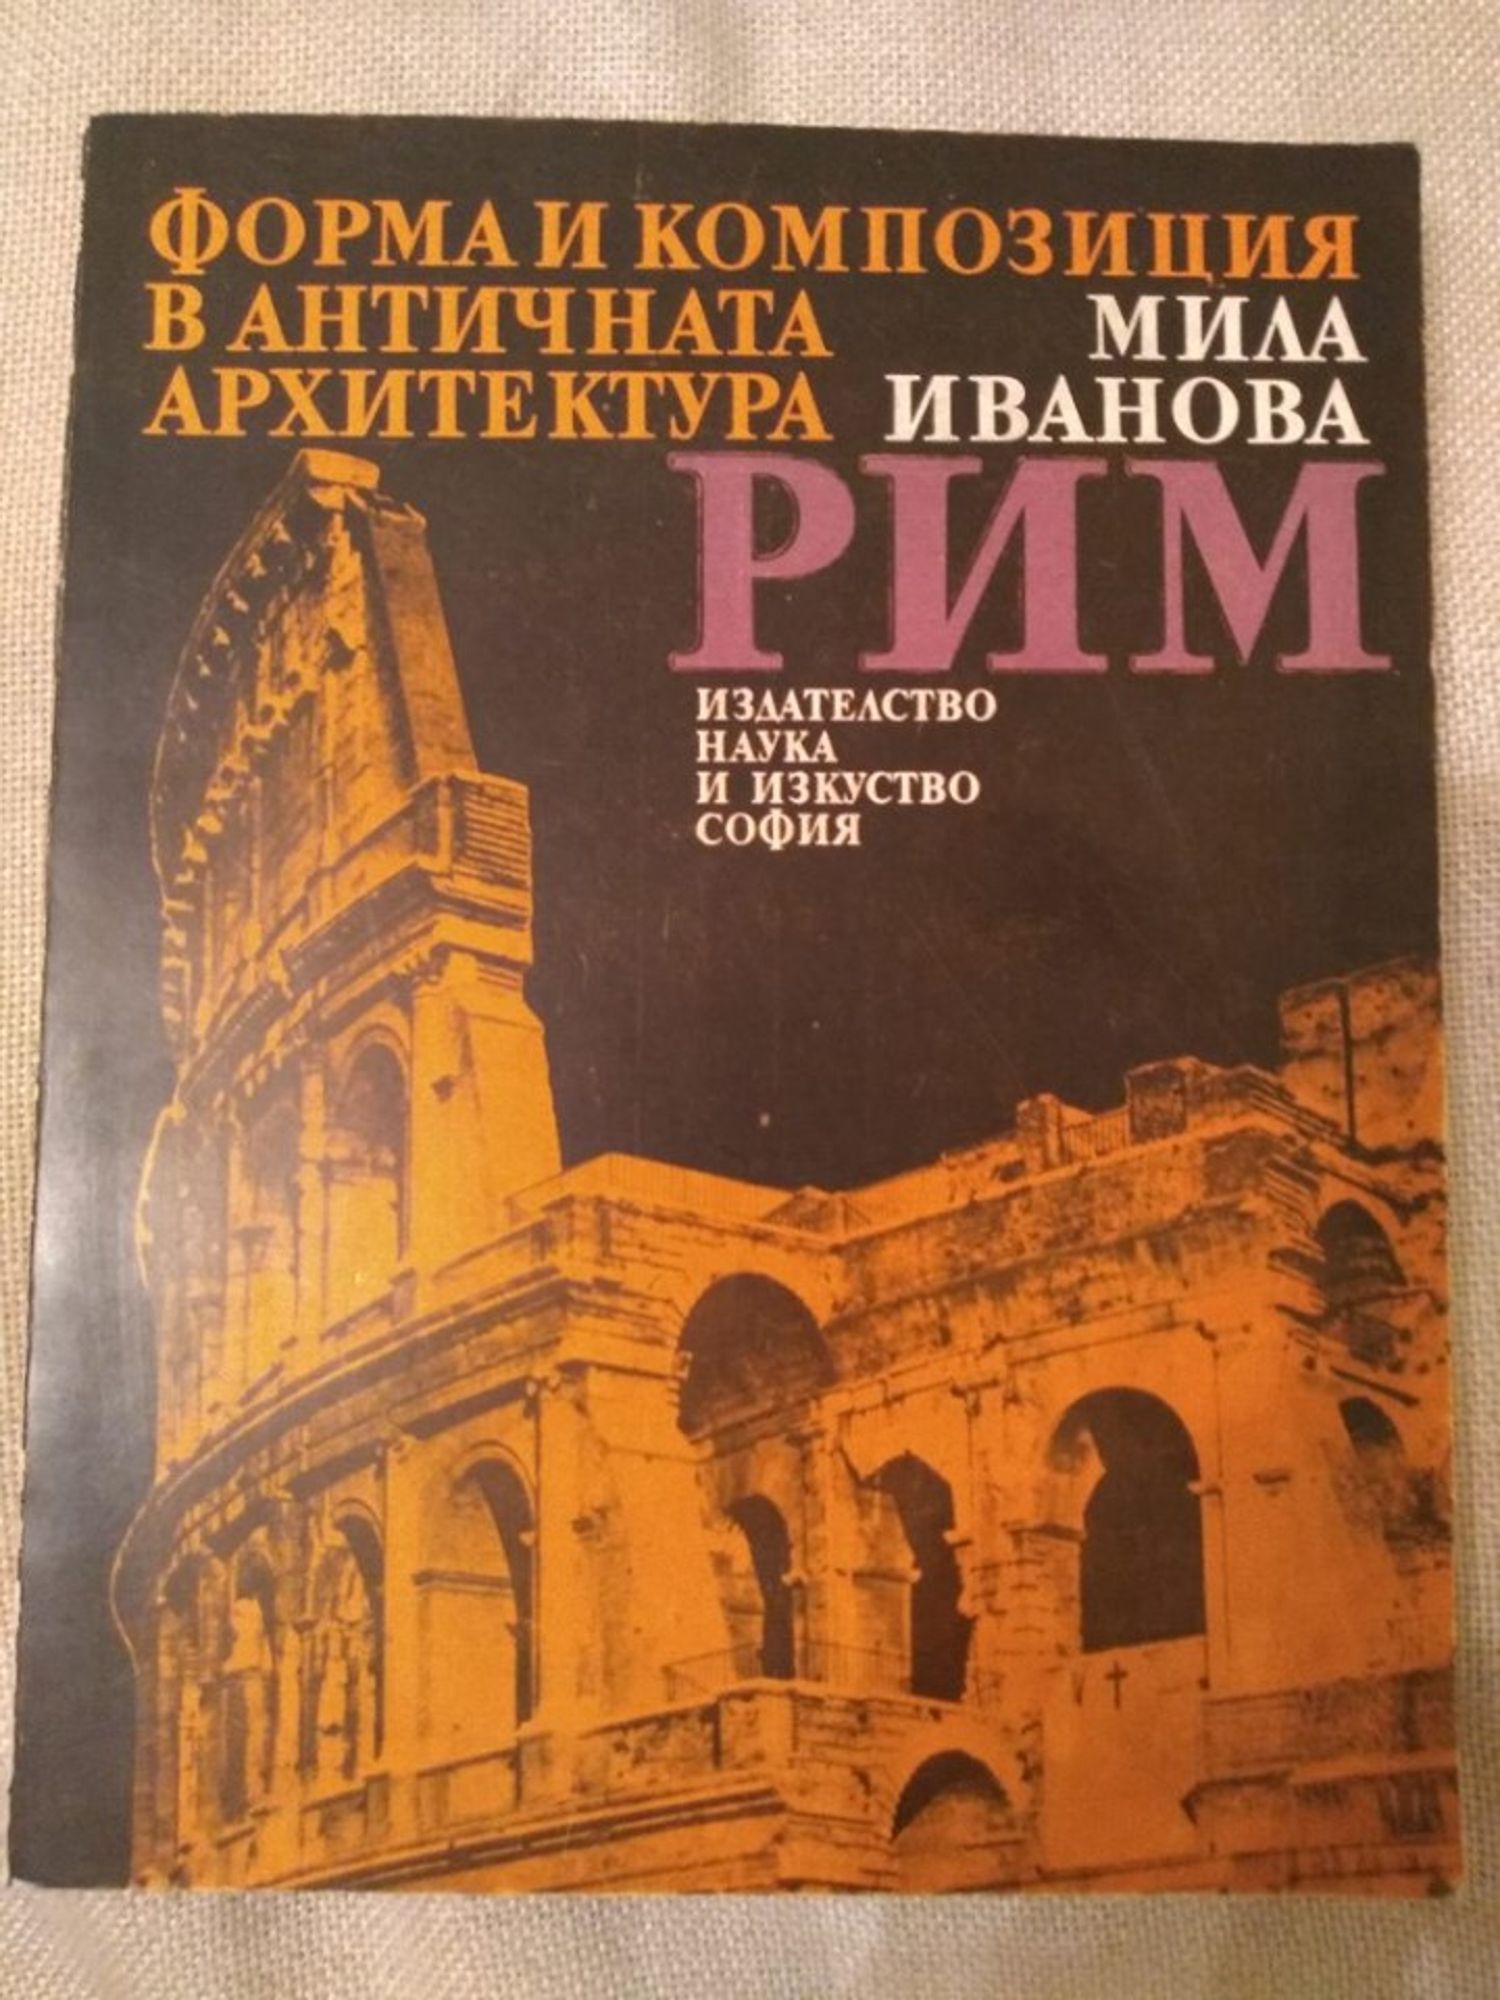 ФОРМА И КОМПОЗИЦИЯ
В АНТИЧНАТА
АРХИТЕКТУРА
МИЛА
ИВАНОВА
РИМ
ИЗДАТЕЛСТВО
НАУКА
И ИЗКУСТВО
СОФИЯ